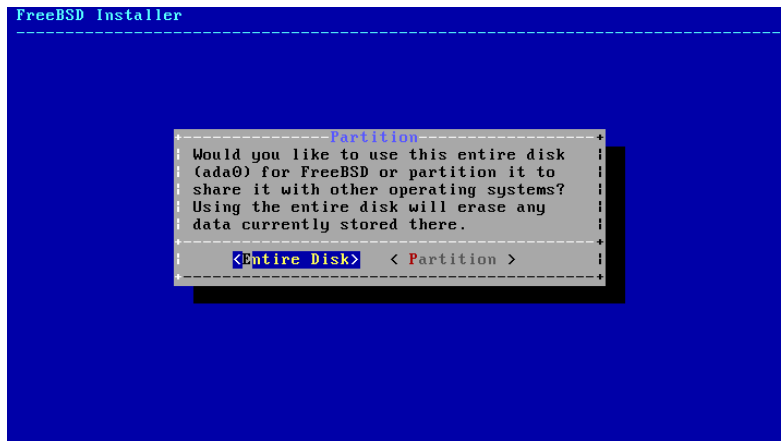 FreeBSD Installer
Partition
Would you like to use this entire disk
(ada0) for FreeBSD or partition it to
share it with other operating systems?
Using the entire disk will erase any
data currently stored there.
<Entire Disk> < Partition >